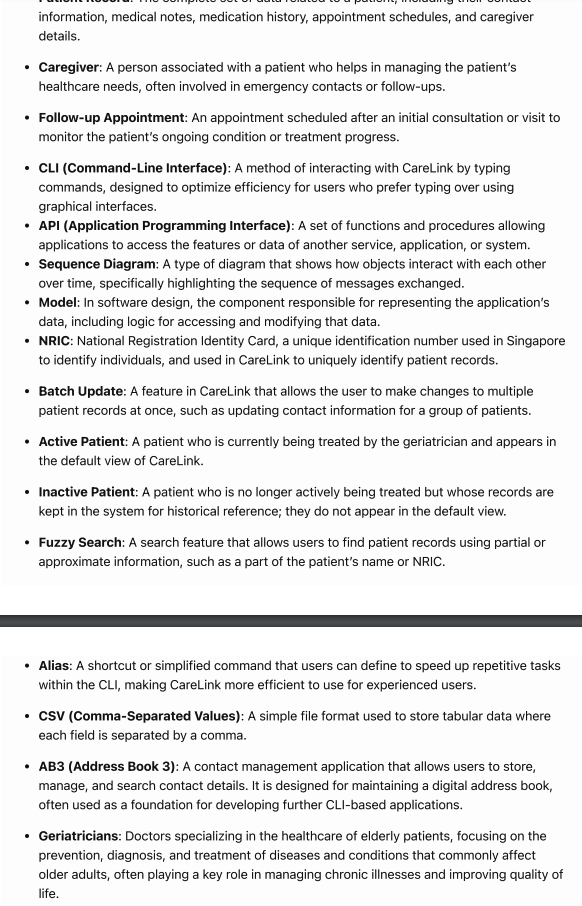 Patient Record: The complete set of data related to a patient, including their contact
information, medical notes, medication history, appointment schedules, and caregiver
details.
• Caregiver: A person associated with a patient who helps in managing the patient’s
healthcare needs, often involved in emergency contacts or follow-ups.
• Follow-up Appointment: An appointment scheduled after an initial consultation or visit to
monitor the patient’s ongoing condition or treatment progress.
• CLI (Command-Line Interface): A method of interacting with CareLink by typing
commands, designed to optimize efficiency for users who prefer typing over using
graphical interfaces.
• API (Application Programming Interface): A set of functions and procedures allowing
applications to access the features or data of another service, application, or system.
• Sequence Diagram: A type of diagram that shows how objects interact with each other
over time, specifically highlighting the sequence of messages exchanged.
• Model: In software design, the component responsible for representing the application’s
data, including logic for accessing and modifying that data.
• NRIC: National Registration Identity Card, a unique identification number used in Singapore
to identify individuals, and used in CareLink to uniquely identify patient records.
• Batch Update: A feature in CareLink that allows the user to make changes to multiple
patient records at once, such as updating contact information for a group of patients.
• Active Patient: A patient who is currently being treated by the geriatrician and appears in
the default view of CareLink.
• Inactive Patient: A patient who is no longer actively being treated but whose records are
kept in the system for historical reference; they do not appear in the default view.
• Fuzzy Search: A search feature that allows users to find patient records using partial or
approximate information, such as a part of the patient’s name or NRIC.
• Alias: A shortcut or simplified command that users can define to speed up repetitive tasks
within the CLI, making CareLink more efficient to use for experienced users.
• CSV (Comma-Separated Values): A simple file format used to store tabular data where
each field is separated by a comma.
• AB3 (Address Book 3): A contact management application that allows users to store,
manage, and search contact details. It is designed for maintaining a digital address book,
often used as a foundation for developing further CLI-based applications.
• Geriatricians: Doctors specializing in the healthcare of elderly patients, focusing on the
prevention, diagnosis, and treatment of diseases and conditions that commonly affect
older adults, often playing a key role in managing chronic illnesses and improving quality of
life.